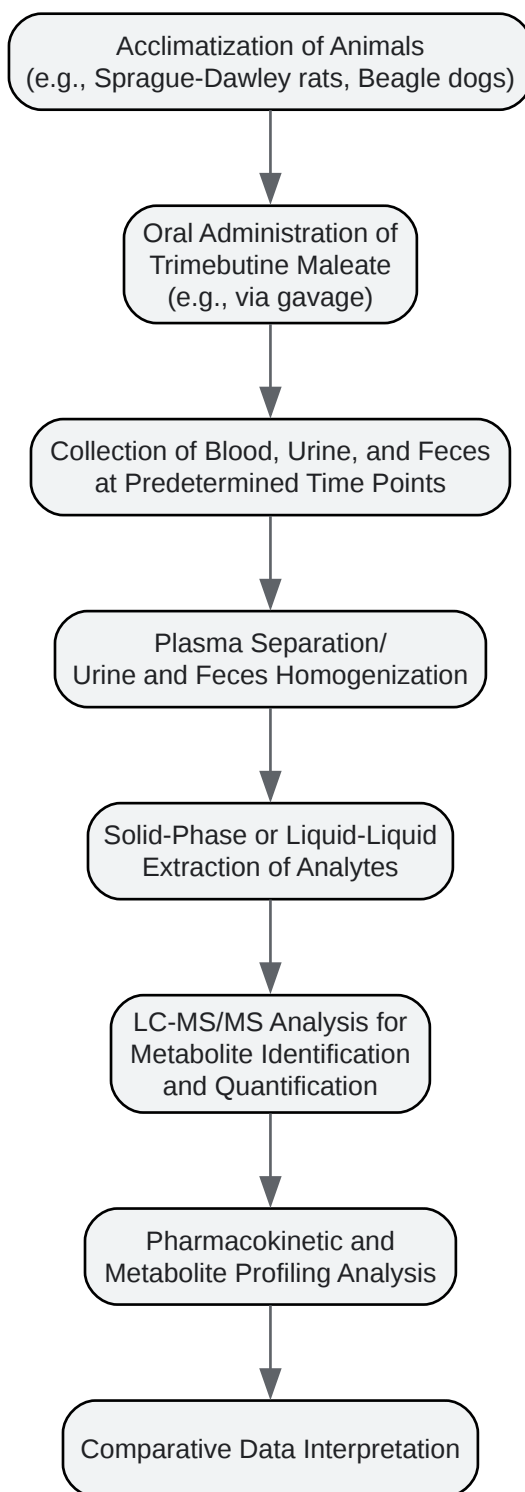 Acclimatization of Animals
(e.g., Sprague-Dawley rats, Beagle dogs)
Oral Administration of
Trimebutine Maleate
(e.g., via gavage)
Collection of Blood, Urine, and Feces
at Predetermined Time Points
Plasma Separation/
Urine and Feces Homogenization
Solid-Phase or Liquid-Liquid
Extraction of Analytes
LC-MS/MS Analysis for
Metabolite Identification
and Quantification
Pharmacokinetic and
Metabolite Profiling Analysis
Comparative Data Interpretation